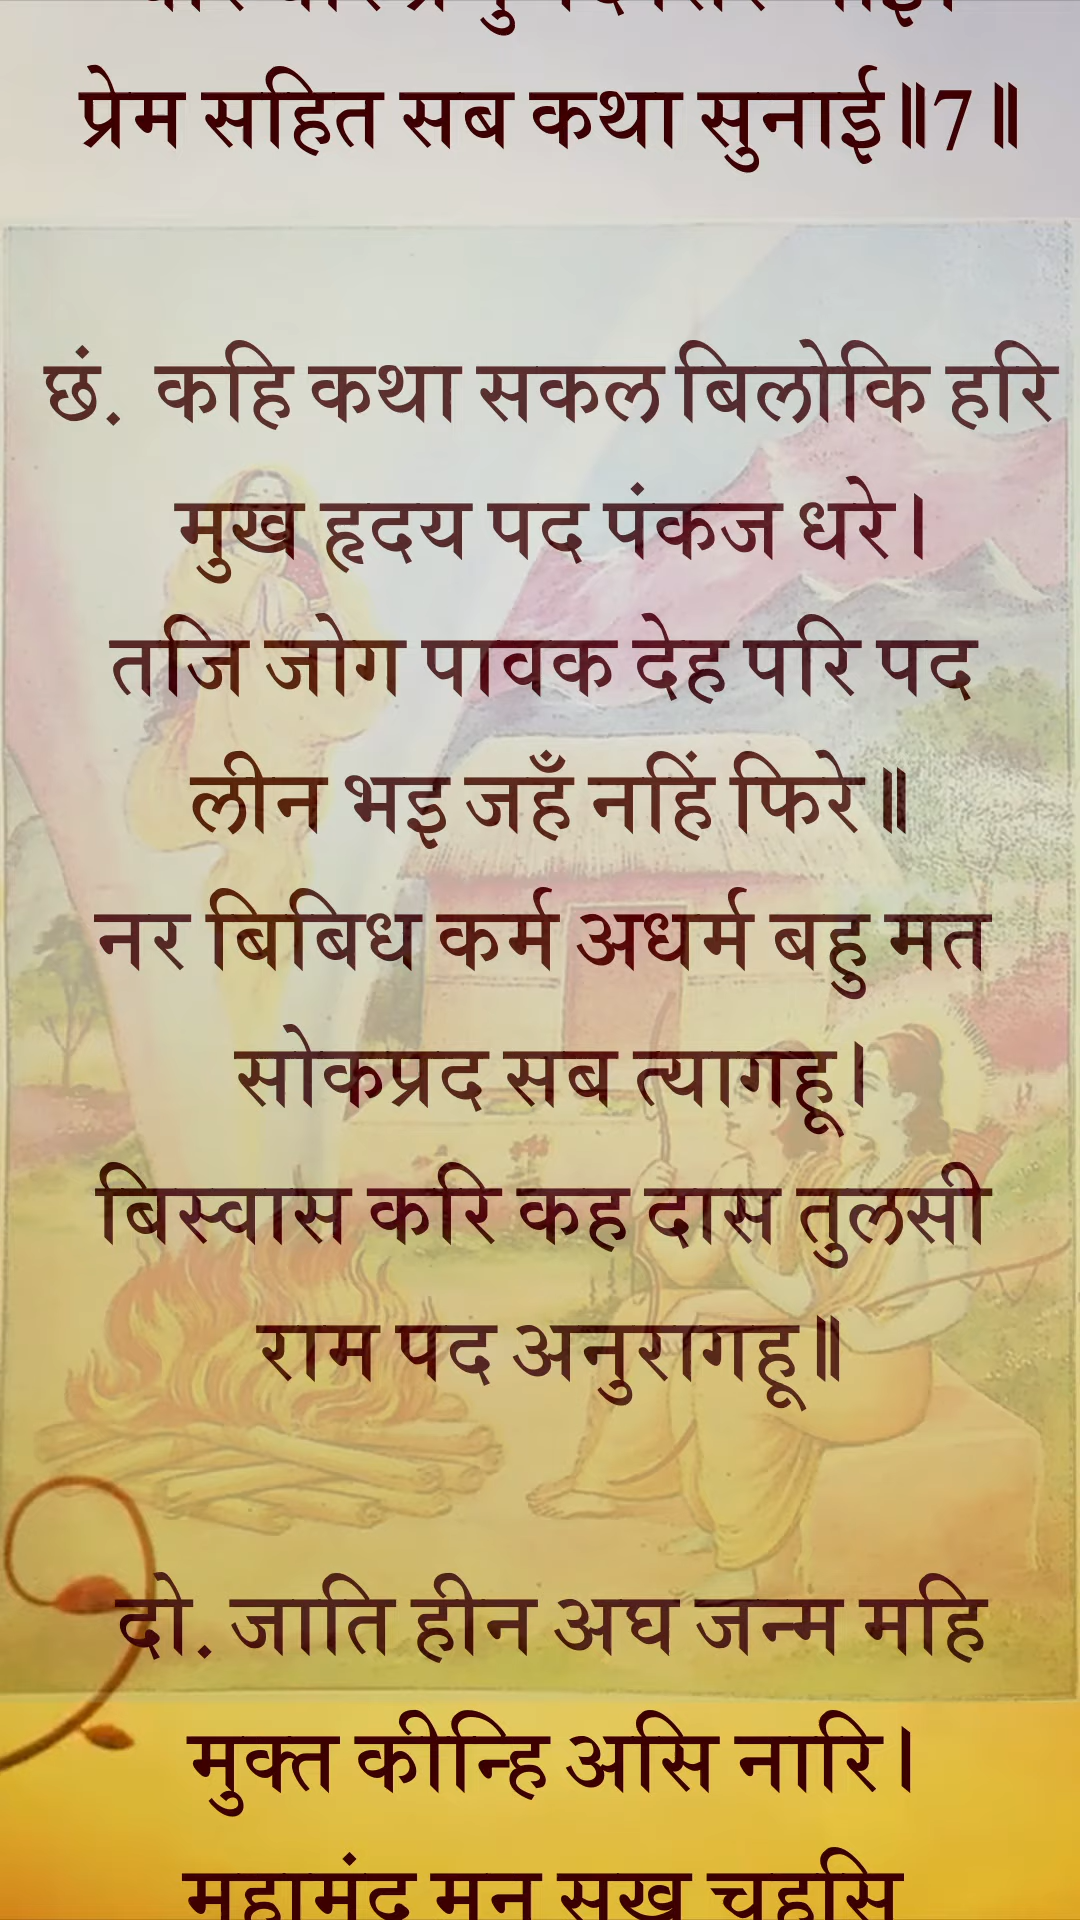 प्रेम सहित सब कथा सुनाई॥7॥
छं. कहि कथा सकल बिलोकि हरि
मुख हृदय पद पंकज धरे।
तजि जोग पावक देह परि पद
लीन भइ जहँ नहिं फिरे॥
नर बिबिध कर्म अधर्म बहु मत
सोकप्रद सब त्यागहू।
बिस्वास करि कह दास तुलसी
राम पद अनुरागहू॥
दो. जाति हीन अघ जन्म महि
मुक्त कीन्हि असि नारि।
महामंद मन सुख चहसि